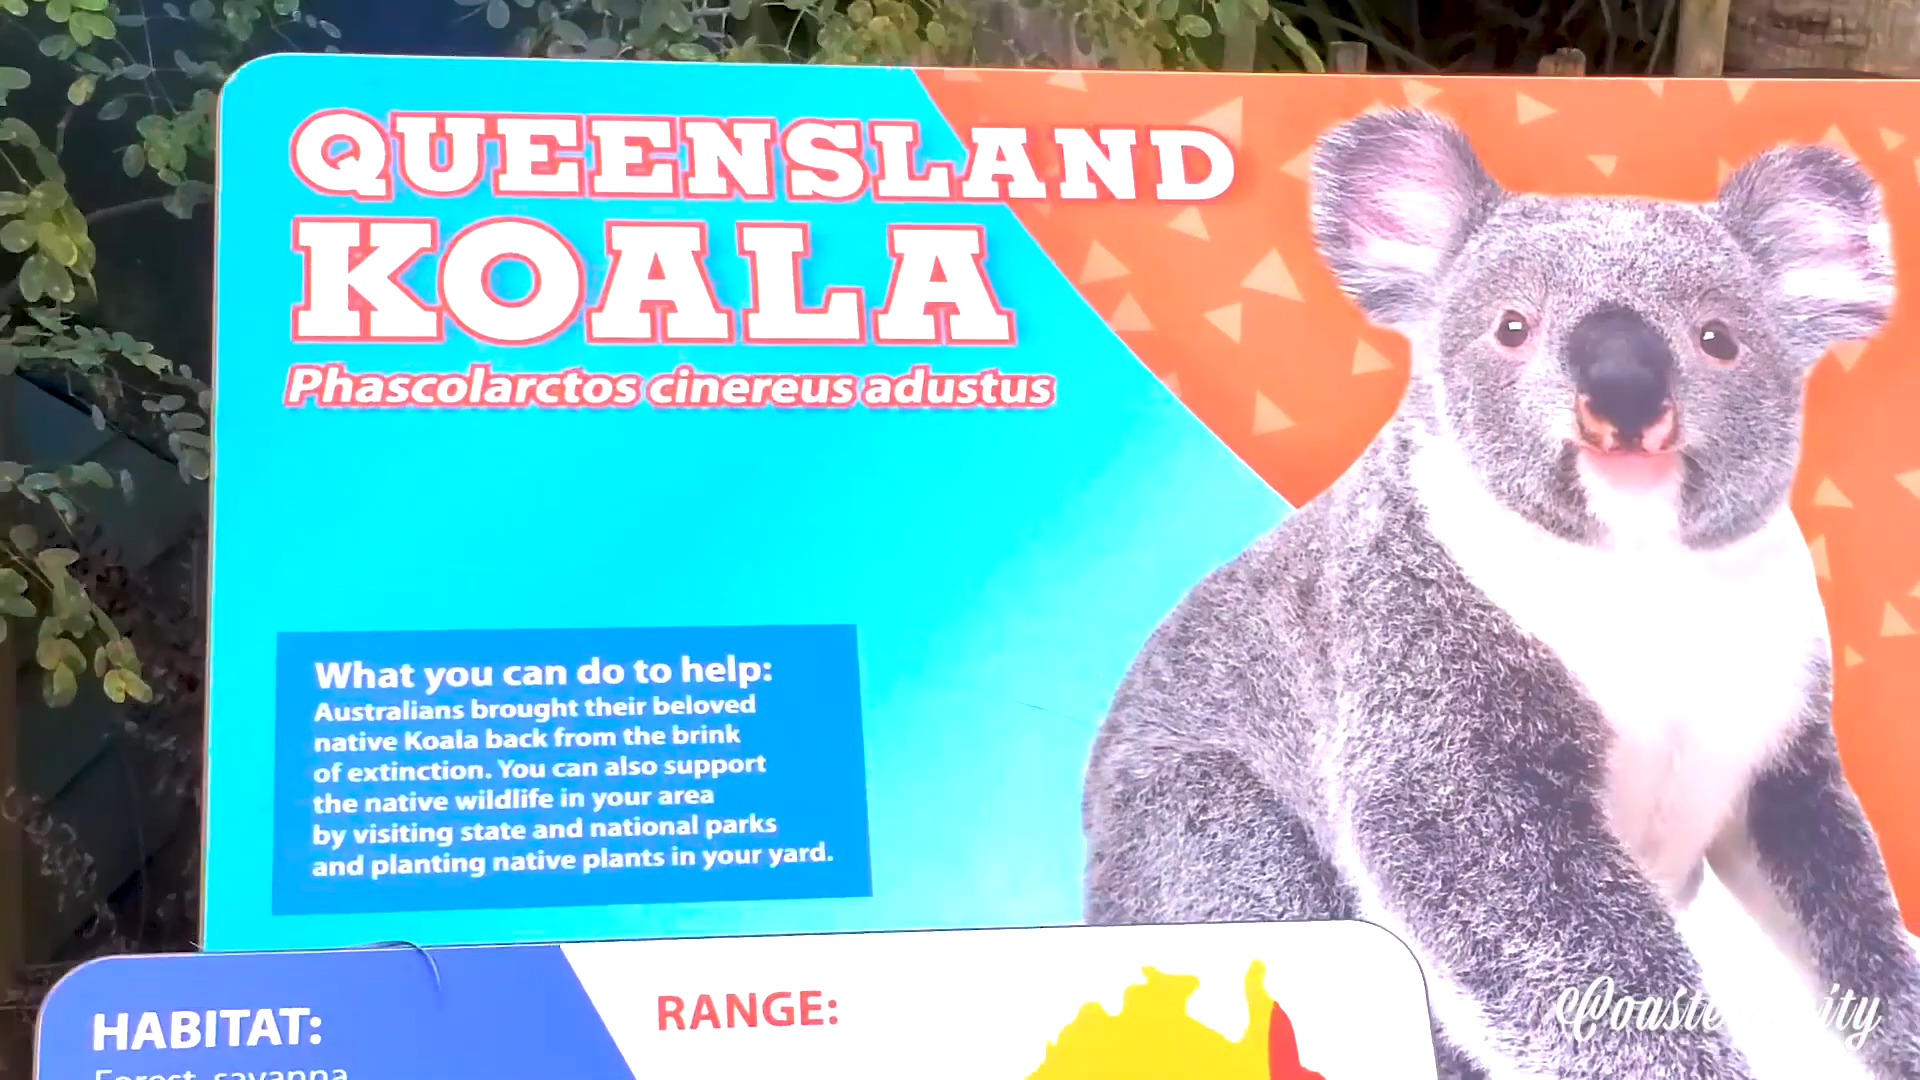 QUEENSLAND
KOALA
Phascolarctos cinereus adustus
What you can do to help:
Australians brought their beloved
native Koala back from the brink
of extinction. You can also support
the native wildlife in your area
by visiting state and national parks
and planting native plants in your yard.
HABITAT:
RANGE:
Forest, savanna